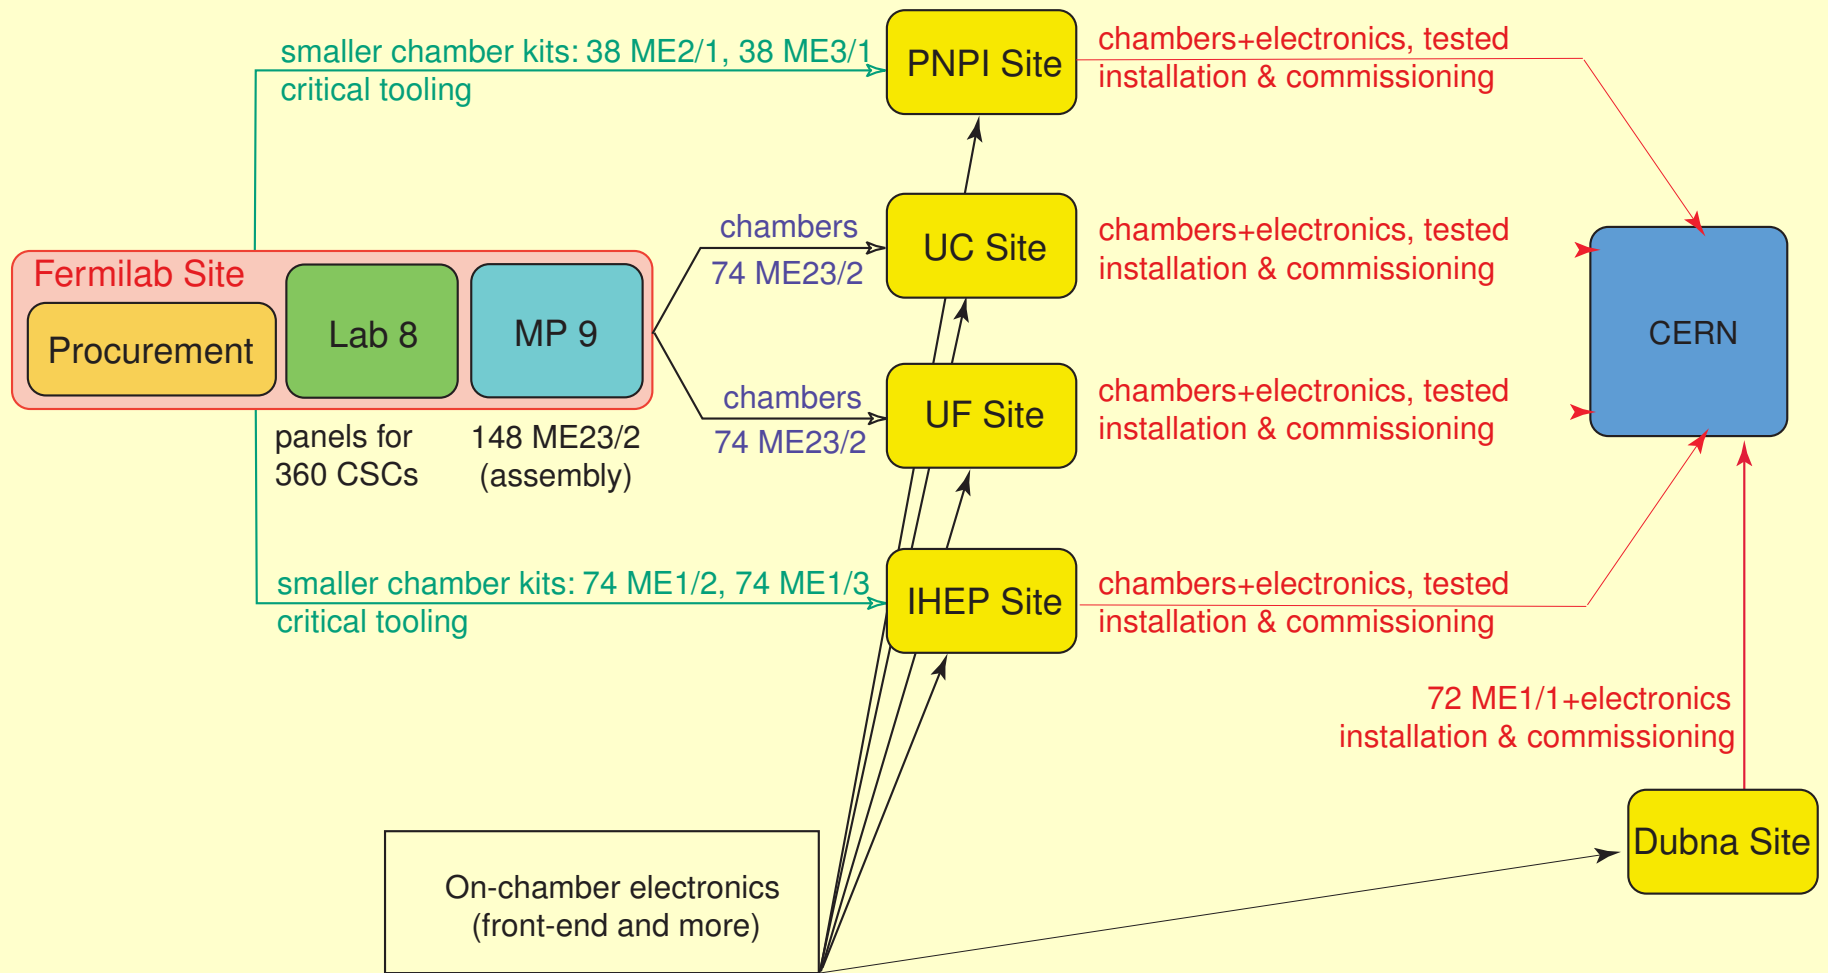 smaller chamber kits: 38 ME2/1, 38 ME3/1
critical tooling
PNPI Site
chambers+electronics, tested
installation & commissioning
Fermilab Site
Procurement
Lab 8
MP 9
panels for
360 CSCs
148 ME23/2
(assembly)
chambers
74 ME23/2
UC Site
chambers+electronics, tested
installation & commissioning
CERN
chambers
74 ME23/2
UF Site
chambers+electronics, tested
installation & commissioning
smaller chamber kits: 74 ME1/2, 74 ME1/3
critical tooling
IHEP Site
chambers+electronics, tested
installation & commissioning
72 ME1/1+electronics
installation & commissioning
Dubna Site
On-chamber electronics
(front-end and more)